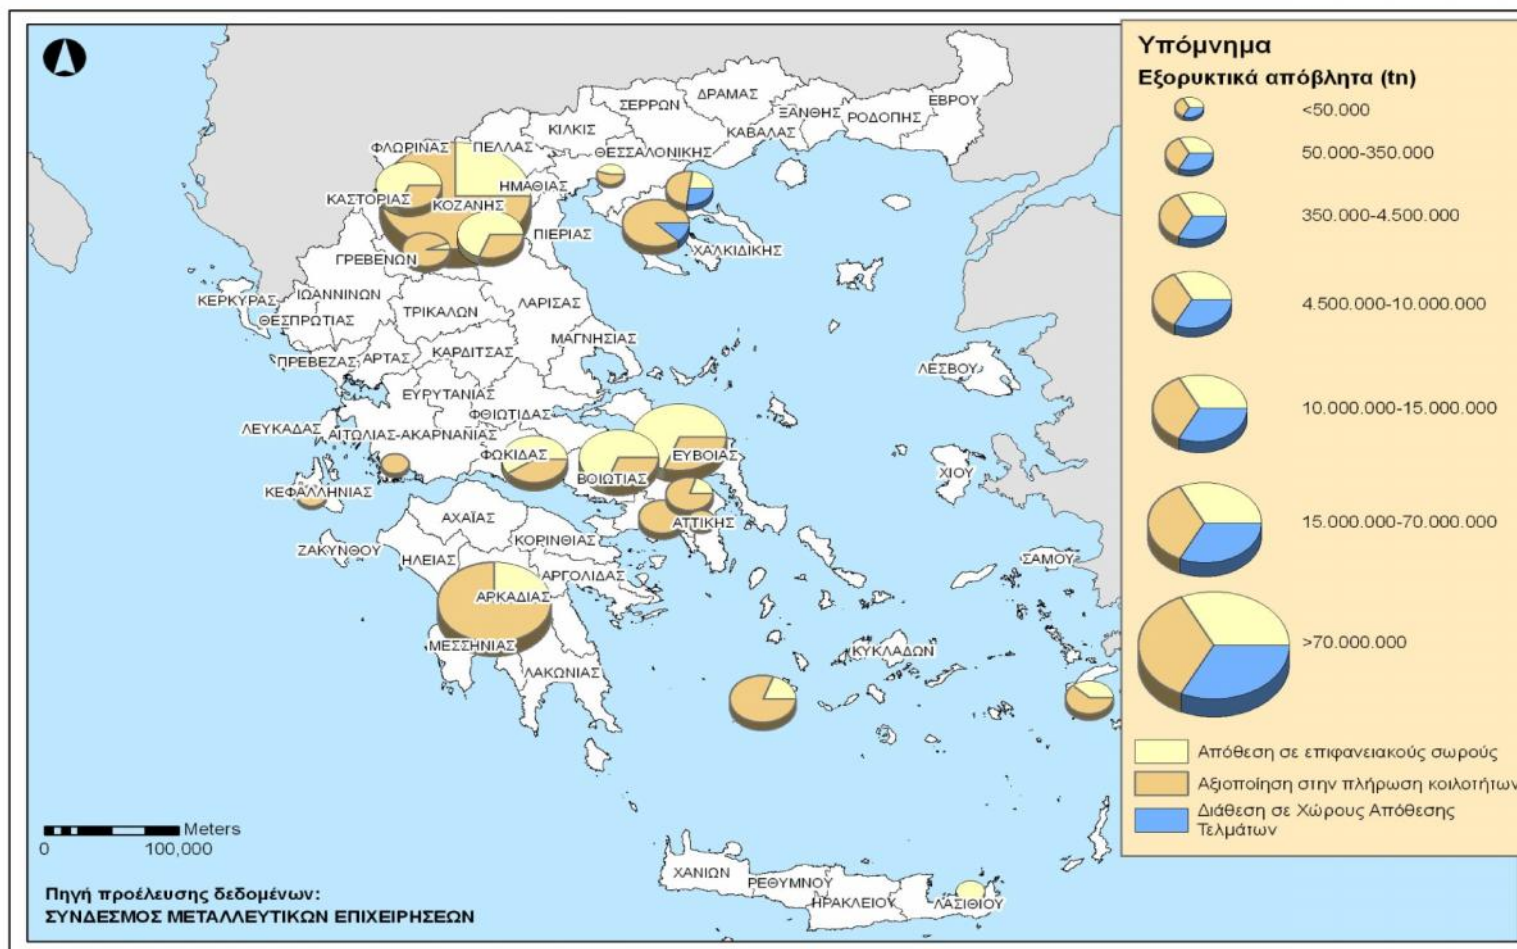 Υπόμνημα
Εξορυκτικά απόβλητα (tn)
<50.000
50.000-350.000
350.000-4.500.000
4.500.000-10.000.000
10.000.000-15.000.000
15.000.000-70.000.000
>70.000.000
Απόθεση σε επιφανειακούς σωρούς
Αξιοποίηση στην πλήρωση κοιλοτήτων
Διάθεση σε Χώρους Απόθεσης
Τελμάτων
ΕΒΡΟΥ
ΔΡΑΜΑΣ
ΣΕΡΡΩΝ
ΞΑΝΘΗΣ
ΡΟΔΟΠΗΣ
ΚΙΛΚΙΣ
ΚΑΒΑΛΑΣ
ΦΛΩΡΙΝΑΣ
ΠΕΛΛΑΣ
ΘΕΣΣΑΛΟΝΙΚΗΣ
ΗΜΑΘΙΑΣ
ΚΑΣΤΟΡΙΑΣ
ΚΟΖΑΝΗΣ
ΠΙΕΡΙΑΣ
ΧΑΛΚΙΔΙΚΗΣ
ΓΡΕΒΕΝΩΝ
ΙΩΑΝΝΙΝΩΝ
ΚΕΡΚΥΡΑΣ
ΛΑΡΙΣΑΣ
ΤΡΙΚΑΛΩΝ
ΘΕΣΠΡΩΤΙΑΣ
ΜΑΓΝΗΣΙΑΣ
ΚΑΡΔΙΤΣΑΣ
ΠΡΕΒΕΖΑΣ
ΑΡΤΑΣ
ΛΕΣΒΟΥ
ΕΥΡΥΤΑΝΙΑΣ
ΦΘΙΩΤΙΔΑΣ
ΛΕΥΚΑΔΑΣ
ΑΙΤΩΛΙΑΣ-ΑΚΑΡΝΑΝΙΑΣ
ΦΩΚΙΔΑΣ
ΕΥΒΟΙΑΣ
ΧΙΟΥ
ΒΟΙΩΤΙΑΣ
ΚΕΦΑΛΛΗΝΙΑΣ
ΑΧΑΪΑΣ
ΑΤΤΙΚΗΣ
ΚΟΡΙΝΘΙΑΣ
ΖΑΚΥΝΘΟΥ
ΗΛΕΙΑΣ
ΣΑΜΟΥ
ΑΡΓΟΛΙΔΑΣ
ΑΡΚΑΔΙΑΣ
ΜΕΣΣΗΝΙΑΣ
ΚΥΚΛΑΔΩΝ
ΛΑΚΩΝΙΑΣ
ΧΑΝΙΩΝ
ΡΕΘΥΜΝΟΥ
ΗΡΑΚΛΕΙΟΥ
ΛΑΣΙΘΙΟΥ
Meters
0 100,000
Πηγή προέλευσης δεδομένων:
ΣΥΝΔΕΣΜΟΣ ΜΕΤΑΛΛΕΥΤΙΚΩΝ ΕΠΙΧΕΙΡΗΣΕΩΝ